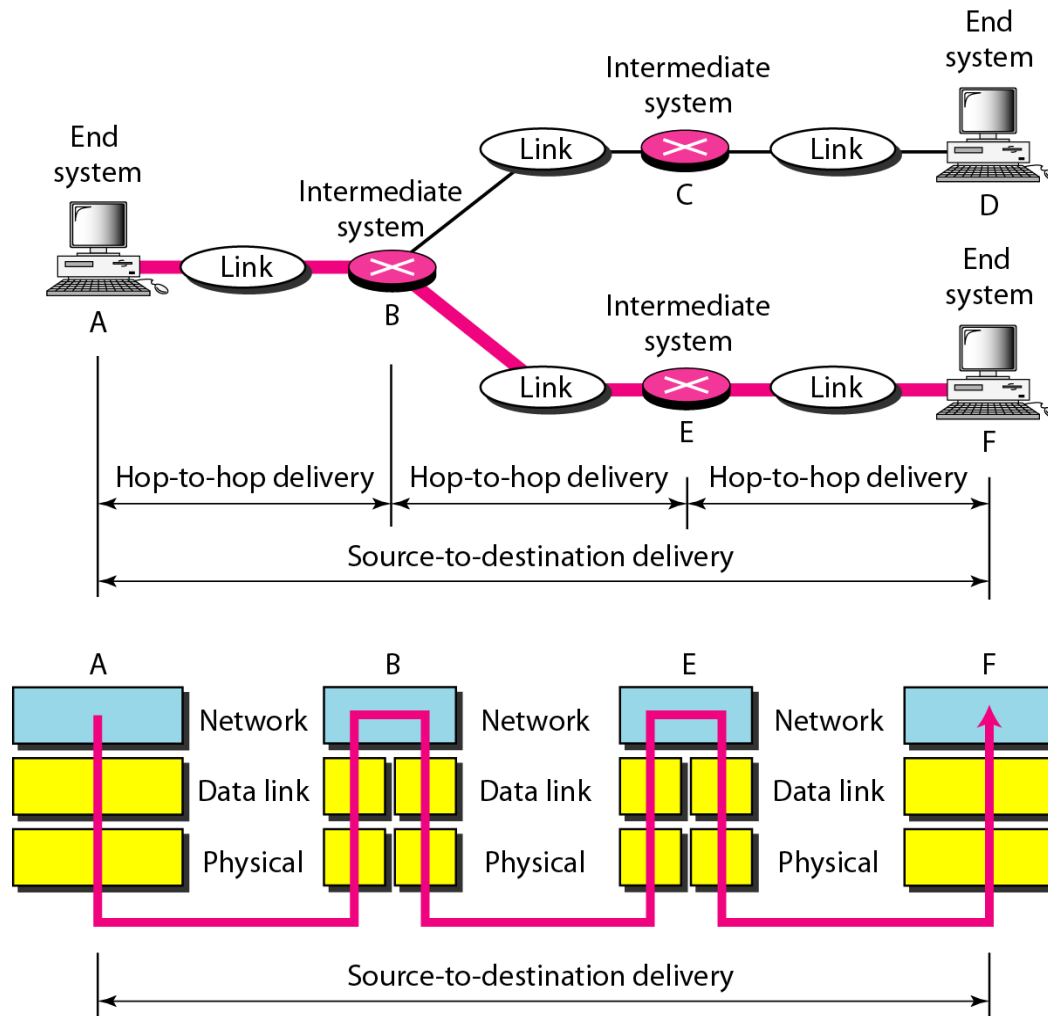 End
system
Intermediate
system
End
system
Link
Link
C
D
Intermediate
system
Link
A
B
Intermediate
system
End
system
Link
Link
E
F
Hop-to-hop delivery
Hop-to-hop delivery
Hop-to-hop delivery
Source-to-destination delivery
A
B
E
F
Network
Network
Network
Data link
Data link
Data link
Physical
Physical
Physical
Source-to-destination delivery